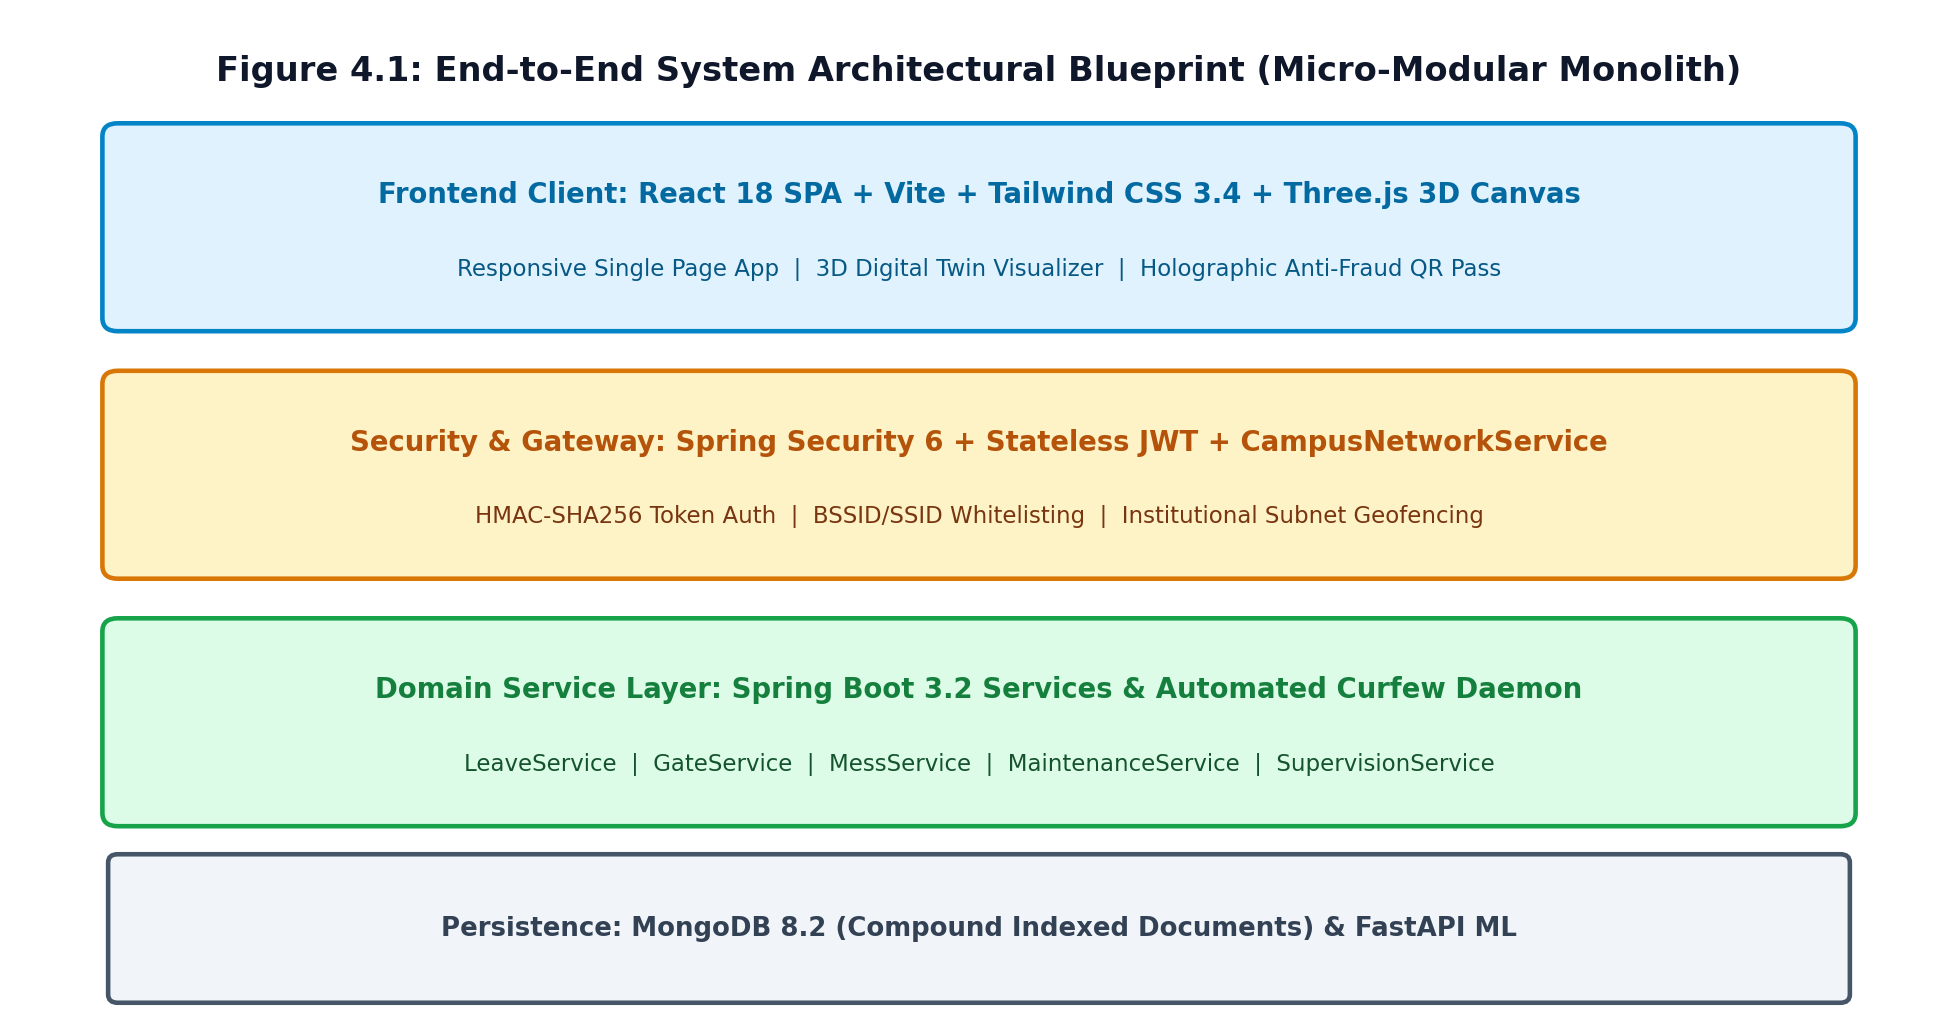 Figure 4.1: End-to-End System Architectural Blueprint (Micro-Modular Monolith)
Frontend Client: React 18 SPA + Vite + Tailwind CSS 3.4 + Three.js 3D Canvas
Responsive Single Page App | 3D Digital Twin Visualizer | Holographic Anti-Fraud QR Pass
Security & Gateway: Spring Security 6 + Stateless JWT + CampusNetworkService
HMAC-SHA256 Token Auth | BSSID/SSID Whitelisting | Institutional Subnet Geofencing
Domain Service Layer: Spring Boot 3.2 Services & Automated Curfew Daemon
LeaveService | GateService | MessService | MaintenanceService | SupervisionService
Persistence: MongoDB 8.2 (Compound Indexed Documents) & FastAPI ML